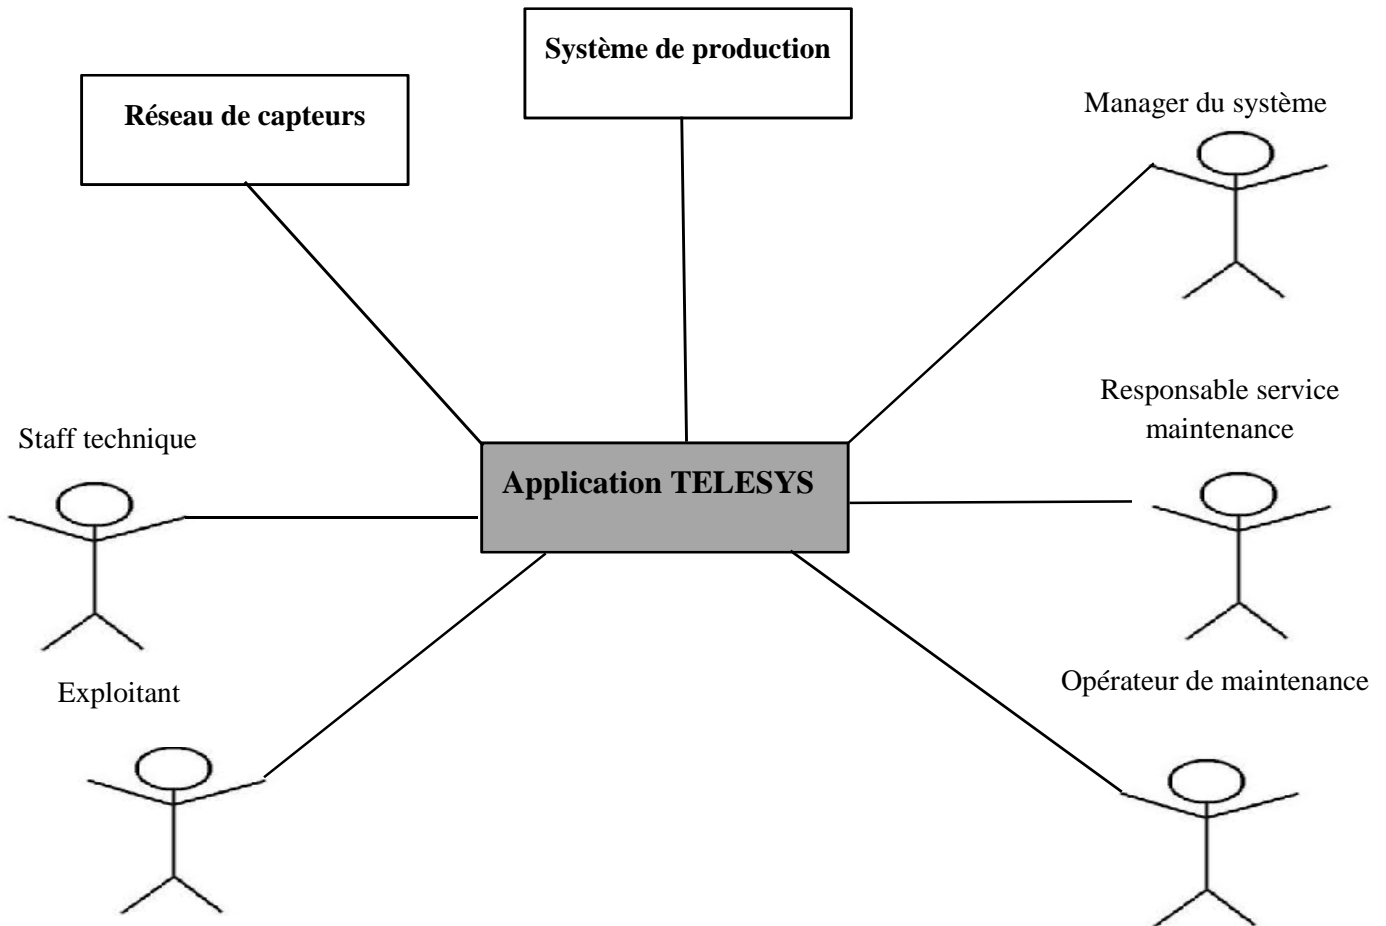 Système de production
Réseau de capteurs
Manager du système
Responsable service
maintenance
Staff technique
Application TELESYS
Exploitant
Opérateur de maintenance